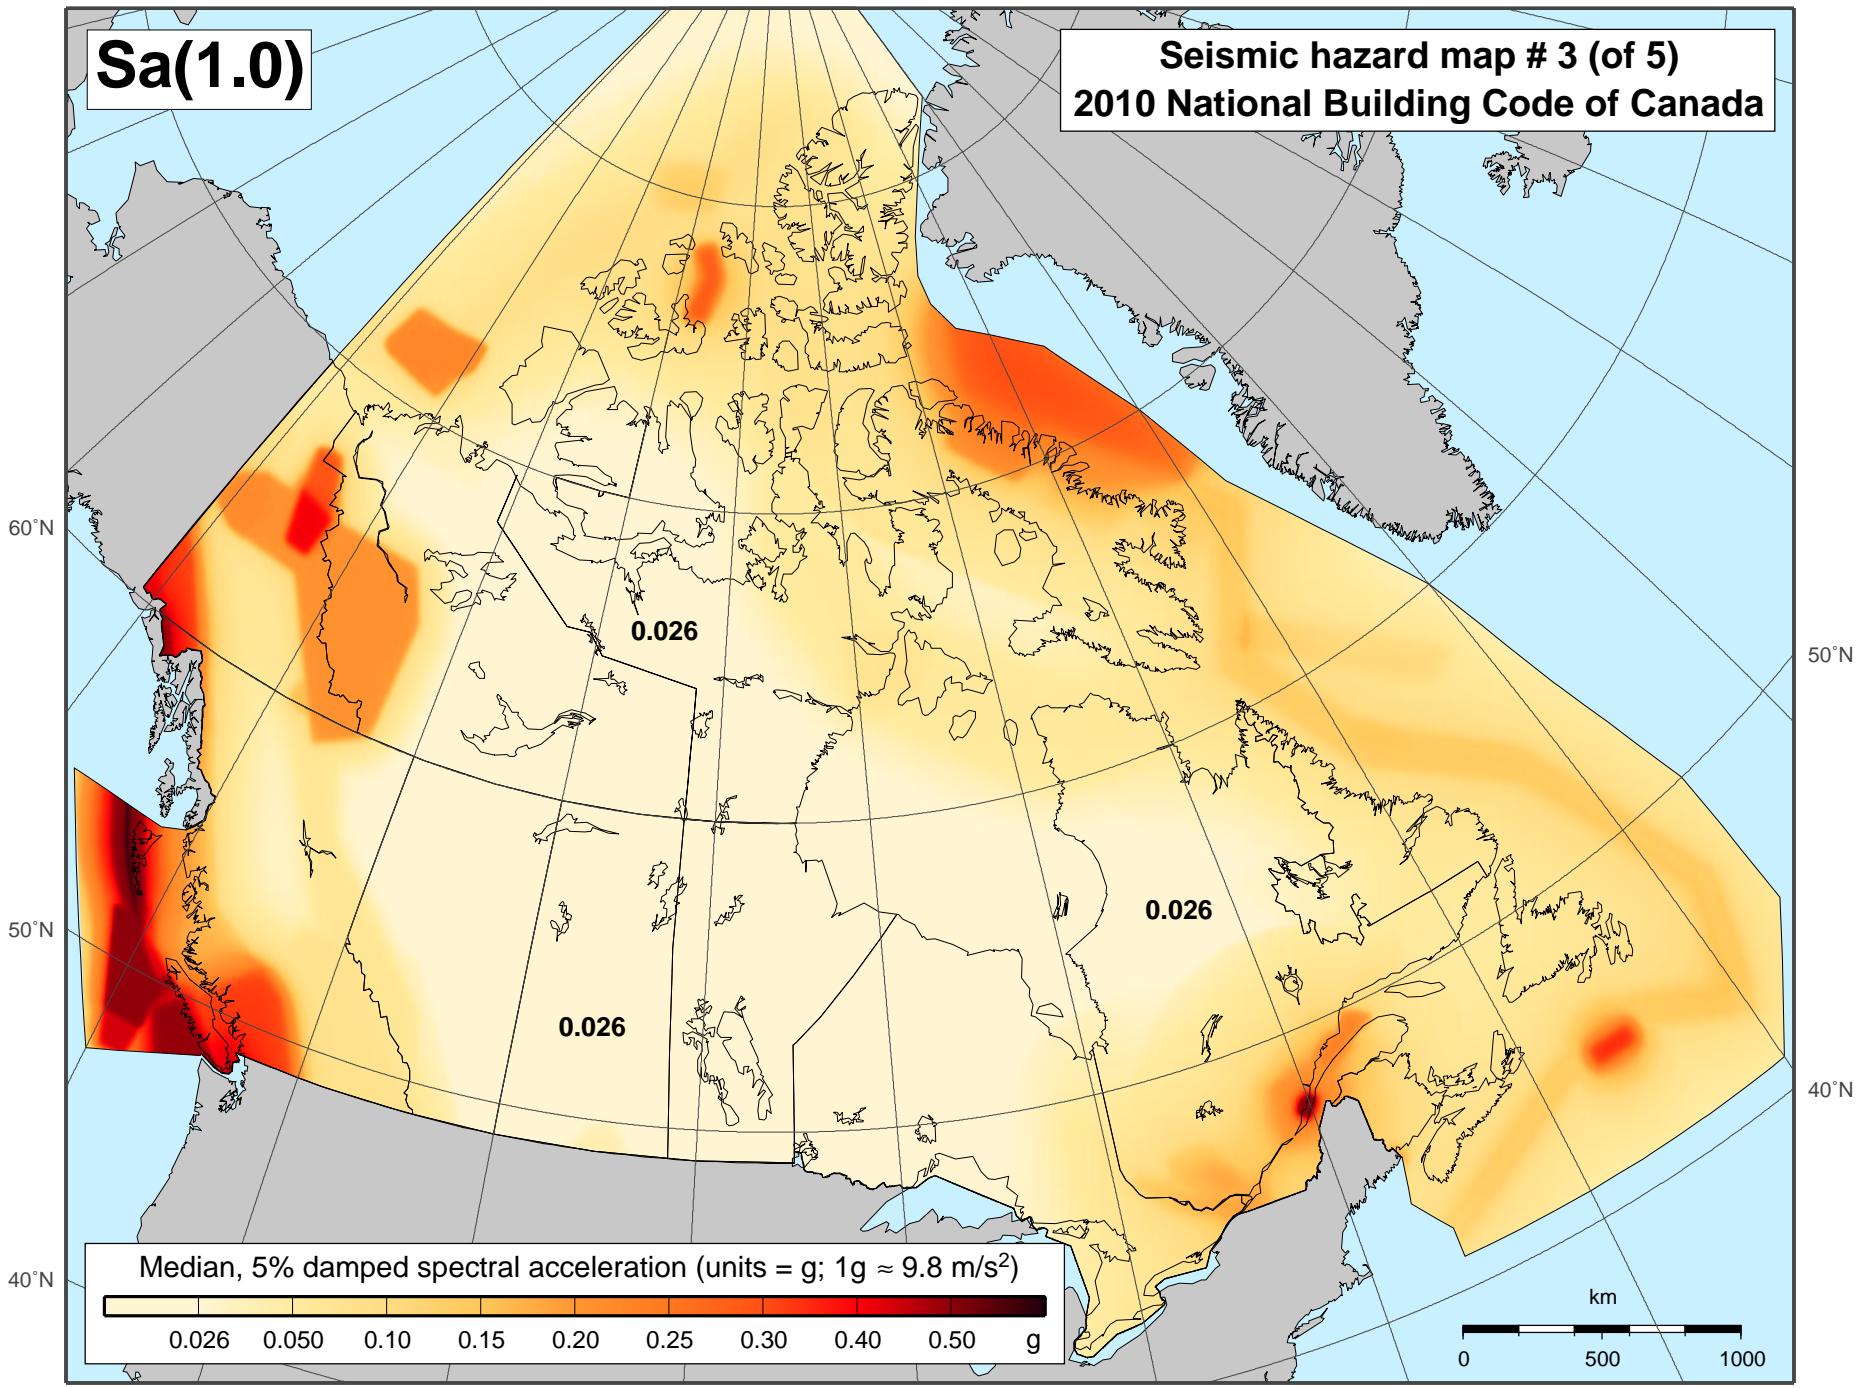 Sa(1.0)
Seismic hazard map # 3 (of 5)
2010 National Building Code of Canada
60°N
50°N
40°N
50°N
40°N
0.026
0.026
0.026
Median, 5% damped spectral acceleration (units = g; 1g ≈ 9.8 m/s²)
0.026 0.050 0.10 0.15 0.20 0.25 0.30 0.40 0.50 g
km
0 500 1000